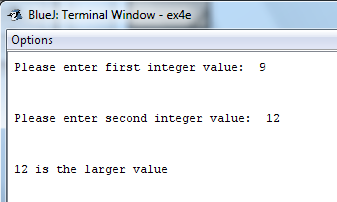 BlueJ: Terminal Window - ex4e
Options
Please enter first integer value:  9
Please enter second integer value:  12
12 is the larger value